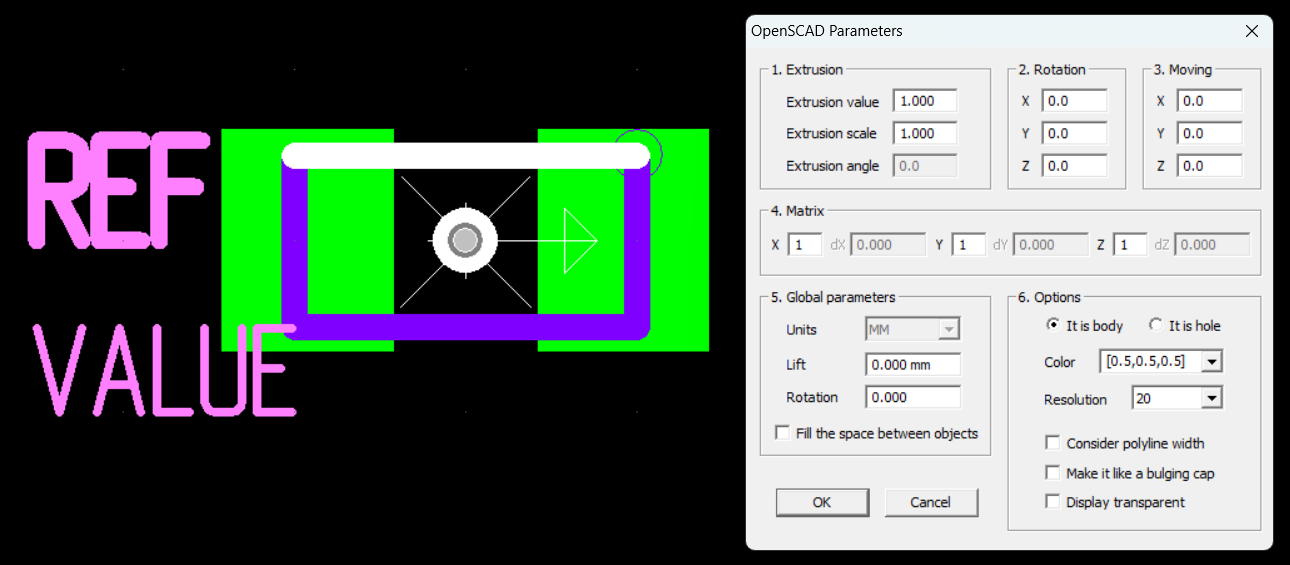 REF
VALUE
OpenSCAD Parameters
1. Extrusion
Extrusion value 1.000
Extrusion scale 1.000
Extrusion angle 0.0
2. Rotation
X 0.0
Y 0.0
Z 0.0
3. Moving
X 0.0
Y 0.0
Z 0.0
4. Matrix
X 1 dX 0.000 Y 1 dY 0.000 Z 1 dZ 0.000
5. Global parameters
Units MM
Lift 0.000 mm
Rotation 0.000
Fill the space between objects
6. Options
It is body It is hole
Color [0.5,0.5,0.5]
Resolution 20
Consider polyline width
Make it like a bulging cap
Display transparent
OK Cancel